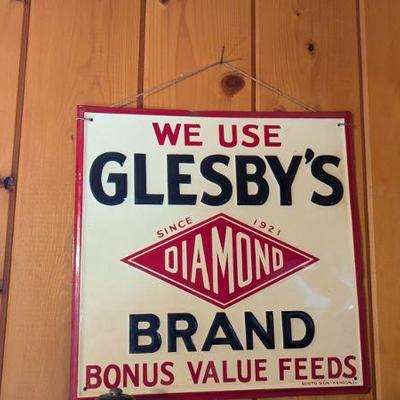 WE USE
GLESBY'S
SINCE 1921
DIAMOND
BRAND
BONUS VALUE FEEDS